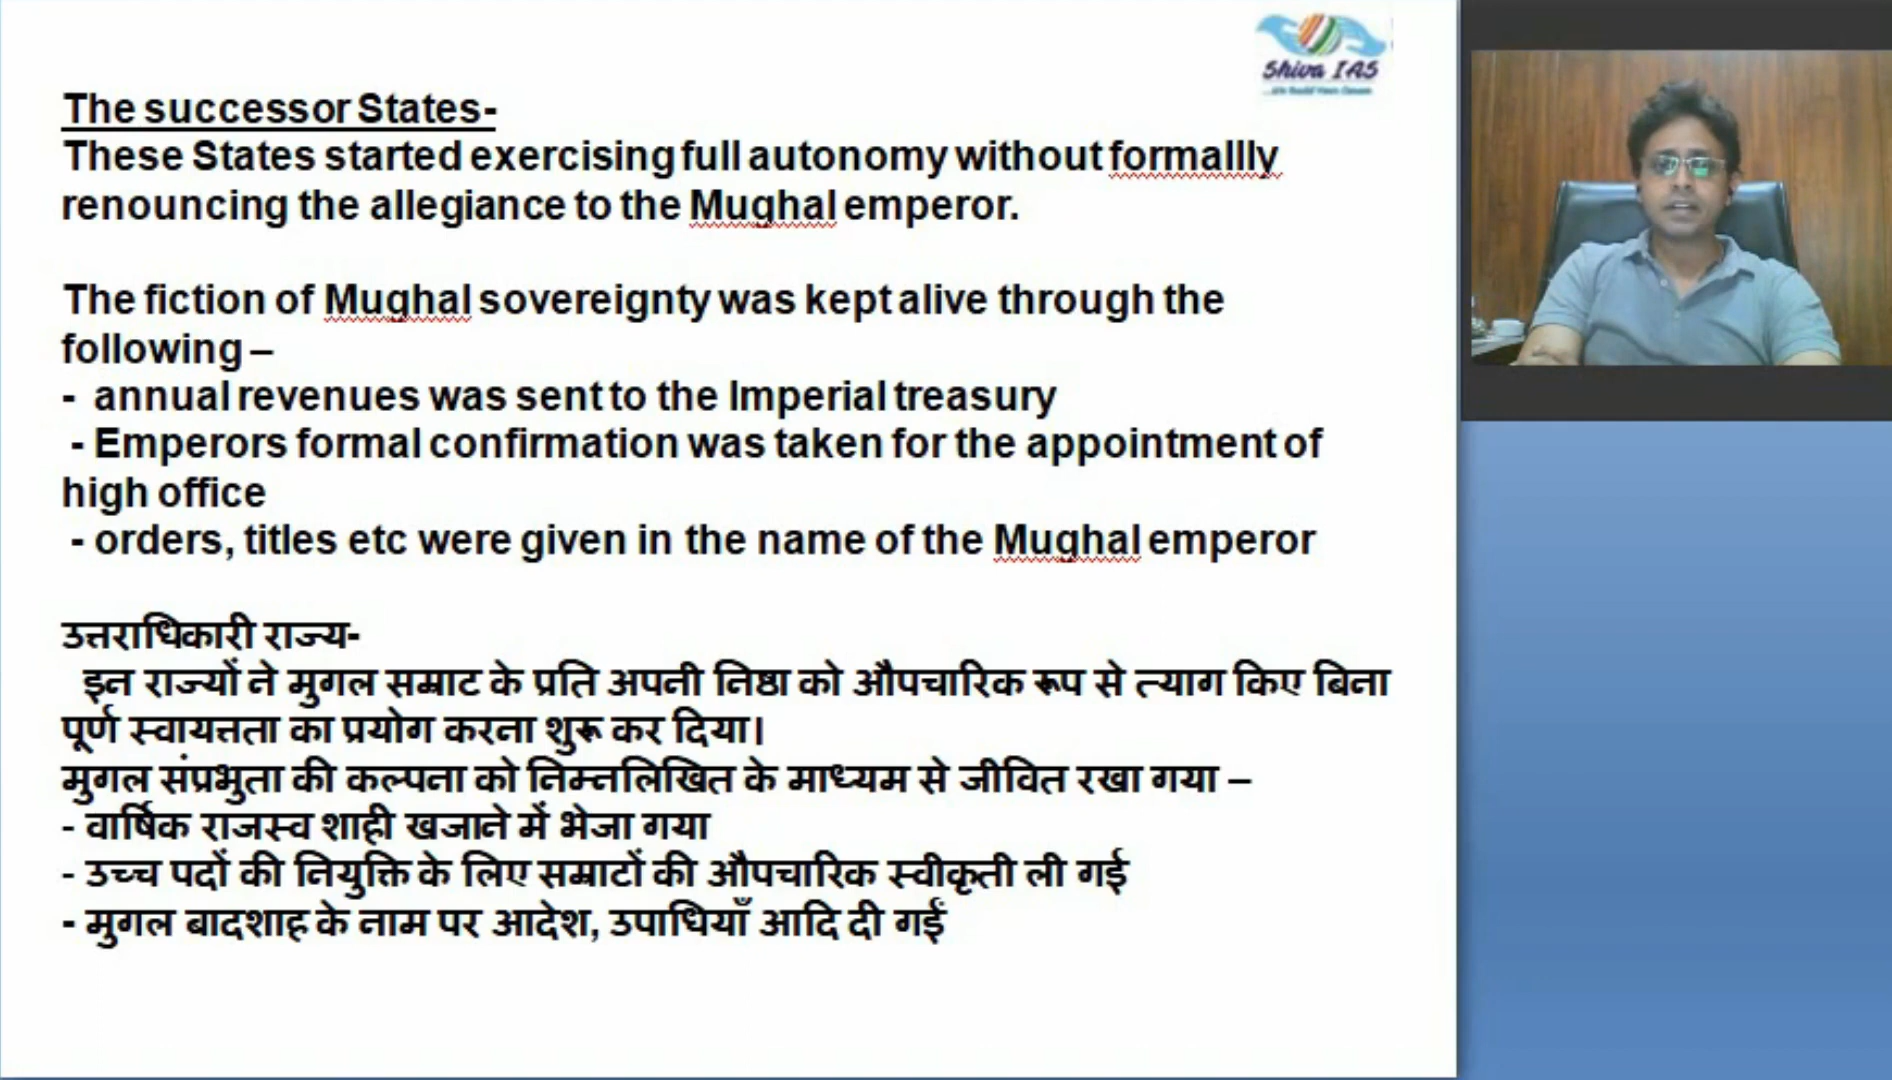 Shiva IAS
The successor States-
These States started exercising full autonomy without formallly
renouncing the allegiance to the Mughal emperor.
The fiction of Mughal sovereignty was kept alive through the
following –
- annual revenues was sent to the Imperial treasury
- Emperors formal confirmation was taken for the appointment of
high office
- orders, titles etc were given in the name of the Mughal emperor
उत्तराधिकारी राज्य-
इन राज्यों ने मुगल सम्राट के प्रति अपनी निष्ठा को औपचारिक रूप से त्याग किए बिना
पूर्ण स्वायत्तता का प्रयोग करना शुरू कर दिया।
मुगल संप्रभुता की कल्पना को निम्नलिखित के माध्यम से जीवित रखा गया –
- वार्षिक राजस्व शाही खजाने में भेजा गया
- उच्च पदों की नियुक्ति के लिए सम्राटों की औपचारिक स्वीकृती ली गई
- मुगल बादशाह के नाम पर आदेश, उपाधियाँ आदि दी गईं